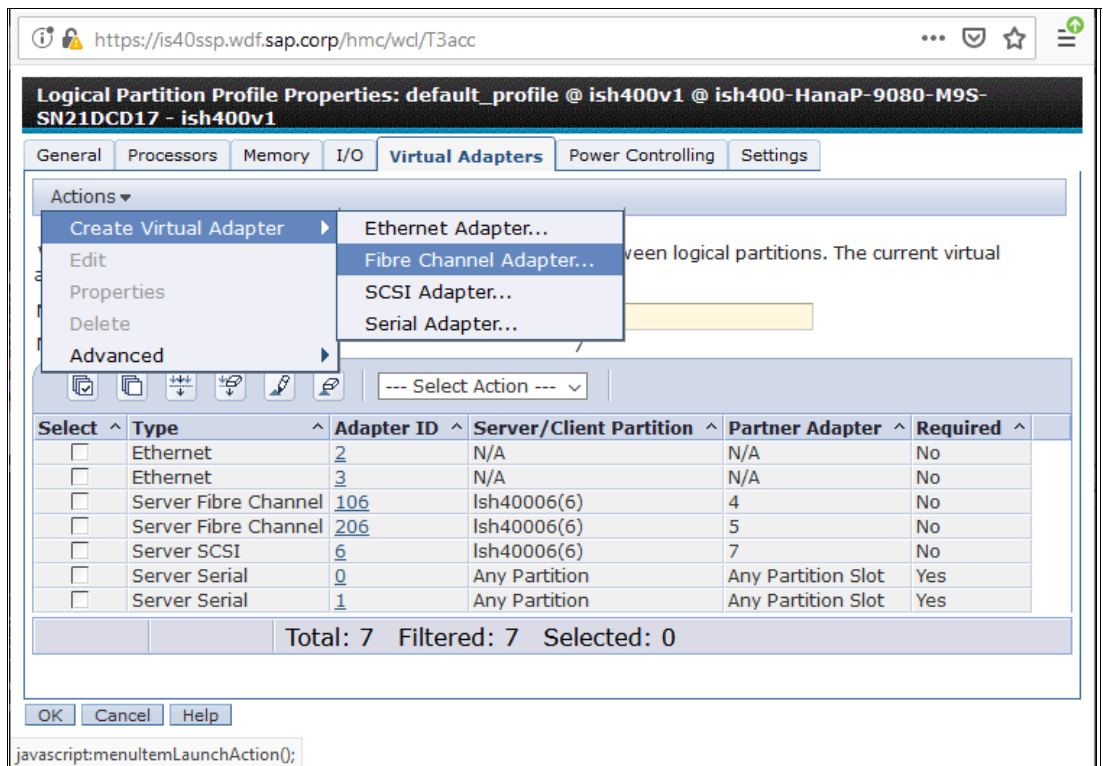 https://is40ssp.wdf.sap.corp/hmc/wcl/T3acc
Logical Partition Profile Properties: default_profile @ ish400v1 @ ish400-HanaP-9080-M9S-
SN21DCD17 - ish400v1
General Processors Memory I/O Virtual Adapters Power Controlling Settings
Actions
Create Virtual Adapter Ethernet Adapter...
Edit Fibre Channel Adapter... logical partitions. The current virtual
Properties SCSI Adapter...
Delete Serial Adapter...
Advanced
--- Select Action ---
Select Type Adapter ID Server/Client Partition Partner Adapter Required
Ethernet 2 N/A N/A No
Ethernet 3 N/A N/A No
Server Fibre Channel 106 lsh40006(6) 4 No
Server Fibre Channel 206 lsh40006(6) 5 No
Server SCSI 6 lsh40006(6) 7 No
Server Serial 0 Any Partition Any Partition Slot Yes
Server Serial 1 Any Partition Any Partition Slot Yes
Total: 7 Filtered: 7 Selected: 0
OK Cancel Help
javascript:menuItemLaunchAction();